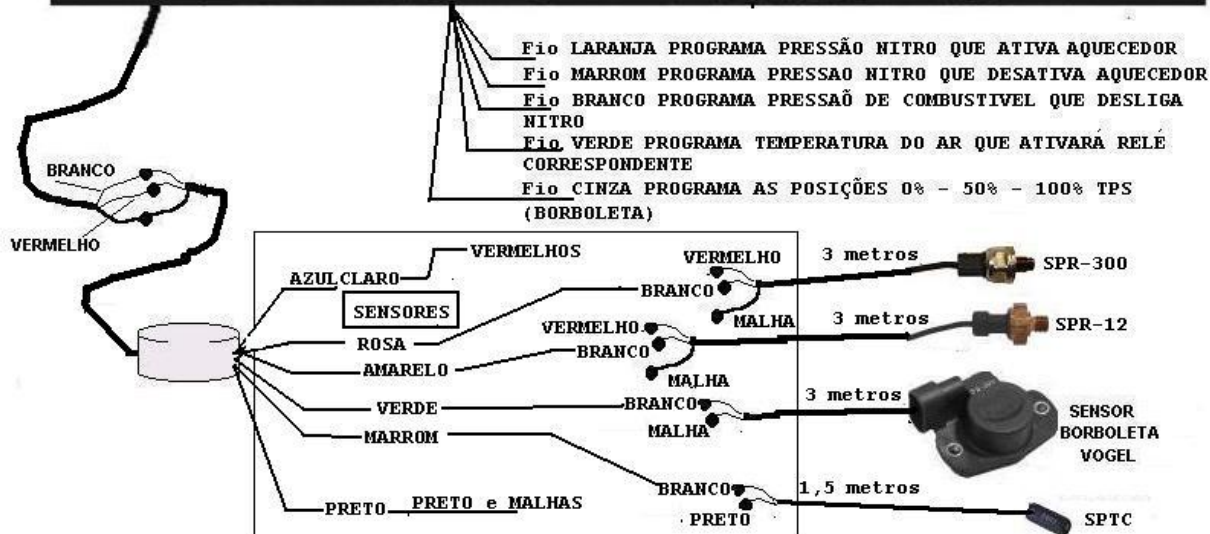 Fio LARANJA PROGRAMA PRESSÃO NITRO QUE ATIVA AQUECEDOR
Fio MARROM PROGRAMA PRESSAO NITRO QUE DESATIVA AQUECEDOR
Fio BRANCO PROGRAMA PRESSAÕ DE COMBUSTIVEL QUE DESLIGA
NITRO
Fio VERDE PROGRAMA TEMPERATURA DO AR QUE ATIVARÁ RELÉ
CORRESPONDENTE
Fio CINZA PROGRAMA AS POSIÇÕES 0% - 50% - 100% TPS
(BORBOLETA)
BRANCO
VERMELHO
VERMELHOS
AZUL CLARO
SENSORES
ROSA
AMARELO
VERDE
MARROM
PRETO
PRETO e MALHAS
VERMELHO
BRANCO
MALHA
3 metros
SPR-300
VERMELHO
BRANCO
MALHA
3 metros
SPR-12
BRANCO
MALHA
3 metros
SENSOR
BORBOLETA
VOGEL
BRANCO
PRETO
1,5 metros
SPTC